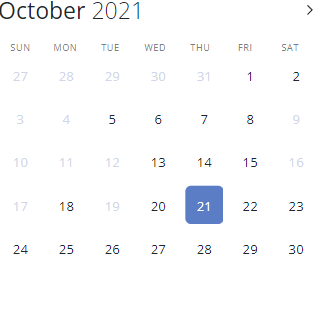 October 2021
SUN MON TUE WED THU FRI SAT
27 28 29 30 31 1 2
3 4 5 6 7 8 9
10 11 12 13 14 15 16
17 18 19 20 21 22 23
24 25 26 27 28 29 30